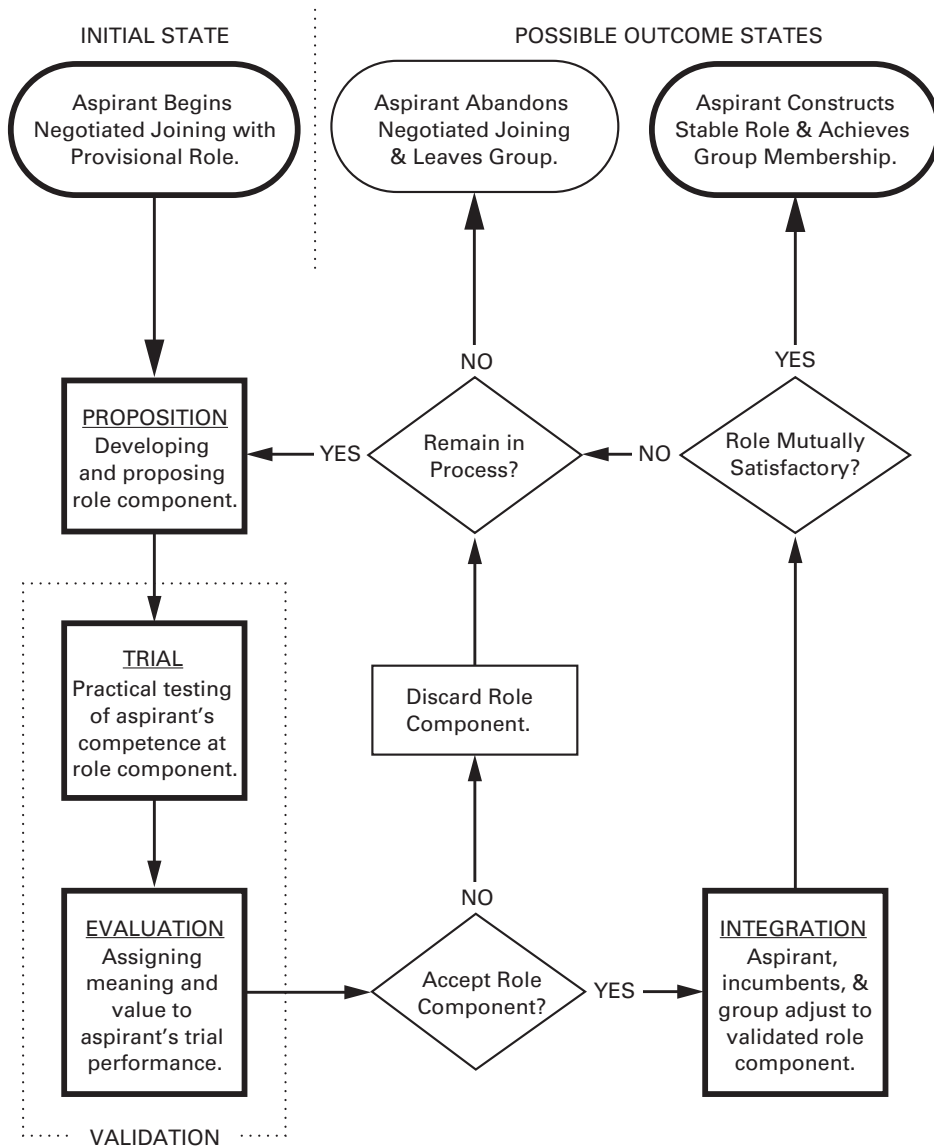 INITIAL STATE
POSSIBLE OUTCOME STATES
Aspirant Begins
Negotiated Joining with
Provisional Role.
Aspirant Abandons
Negotiated Joining
& Leaves Group.
Aspirant Constructs
Stable Role & Achieves
Group Membership.
NO
YES
PROPOSITION
Developing
and proposing
role component.
YES
Remain in
Process?
NO
Role Mutually
Satisfactory?
TRIAL
Practical testing
of aspirant’s
competence at
role component.
Discard Role
Component.
NO
EVALUATION
Assigning
meaning and
value to
aspirant’s trial
performance.
Accept Role
Component?
YES
INTEGRATION
Aspirant,
incumbents, &
group adjust to
validated role
component.
VALIDATION